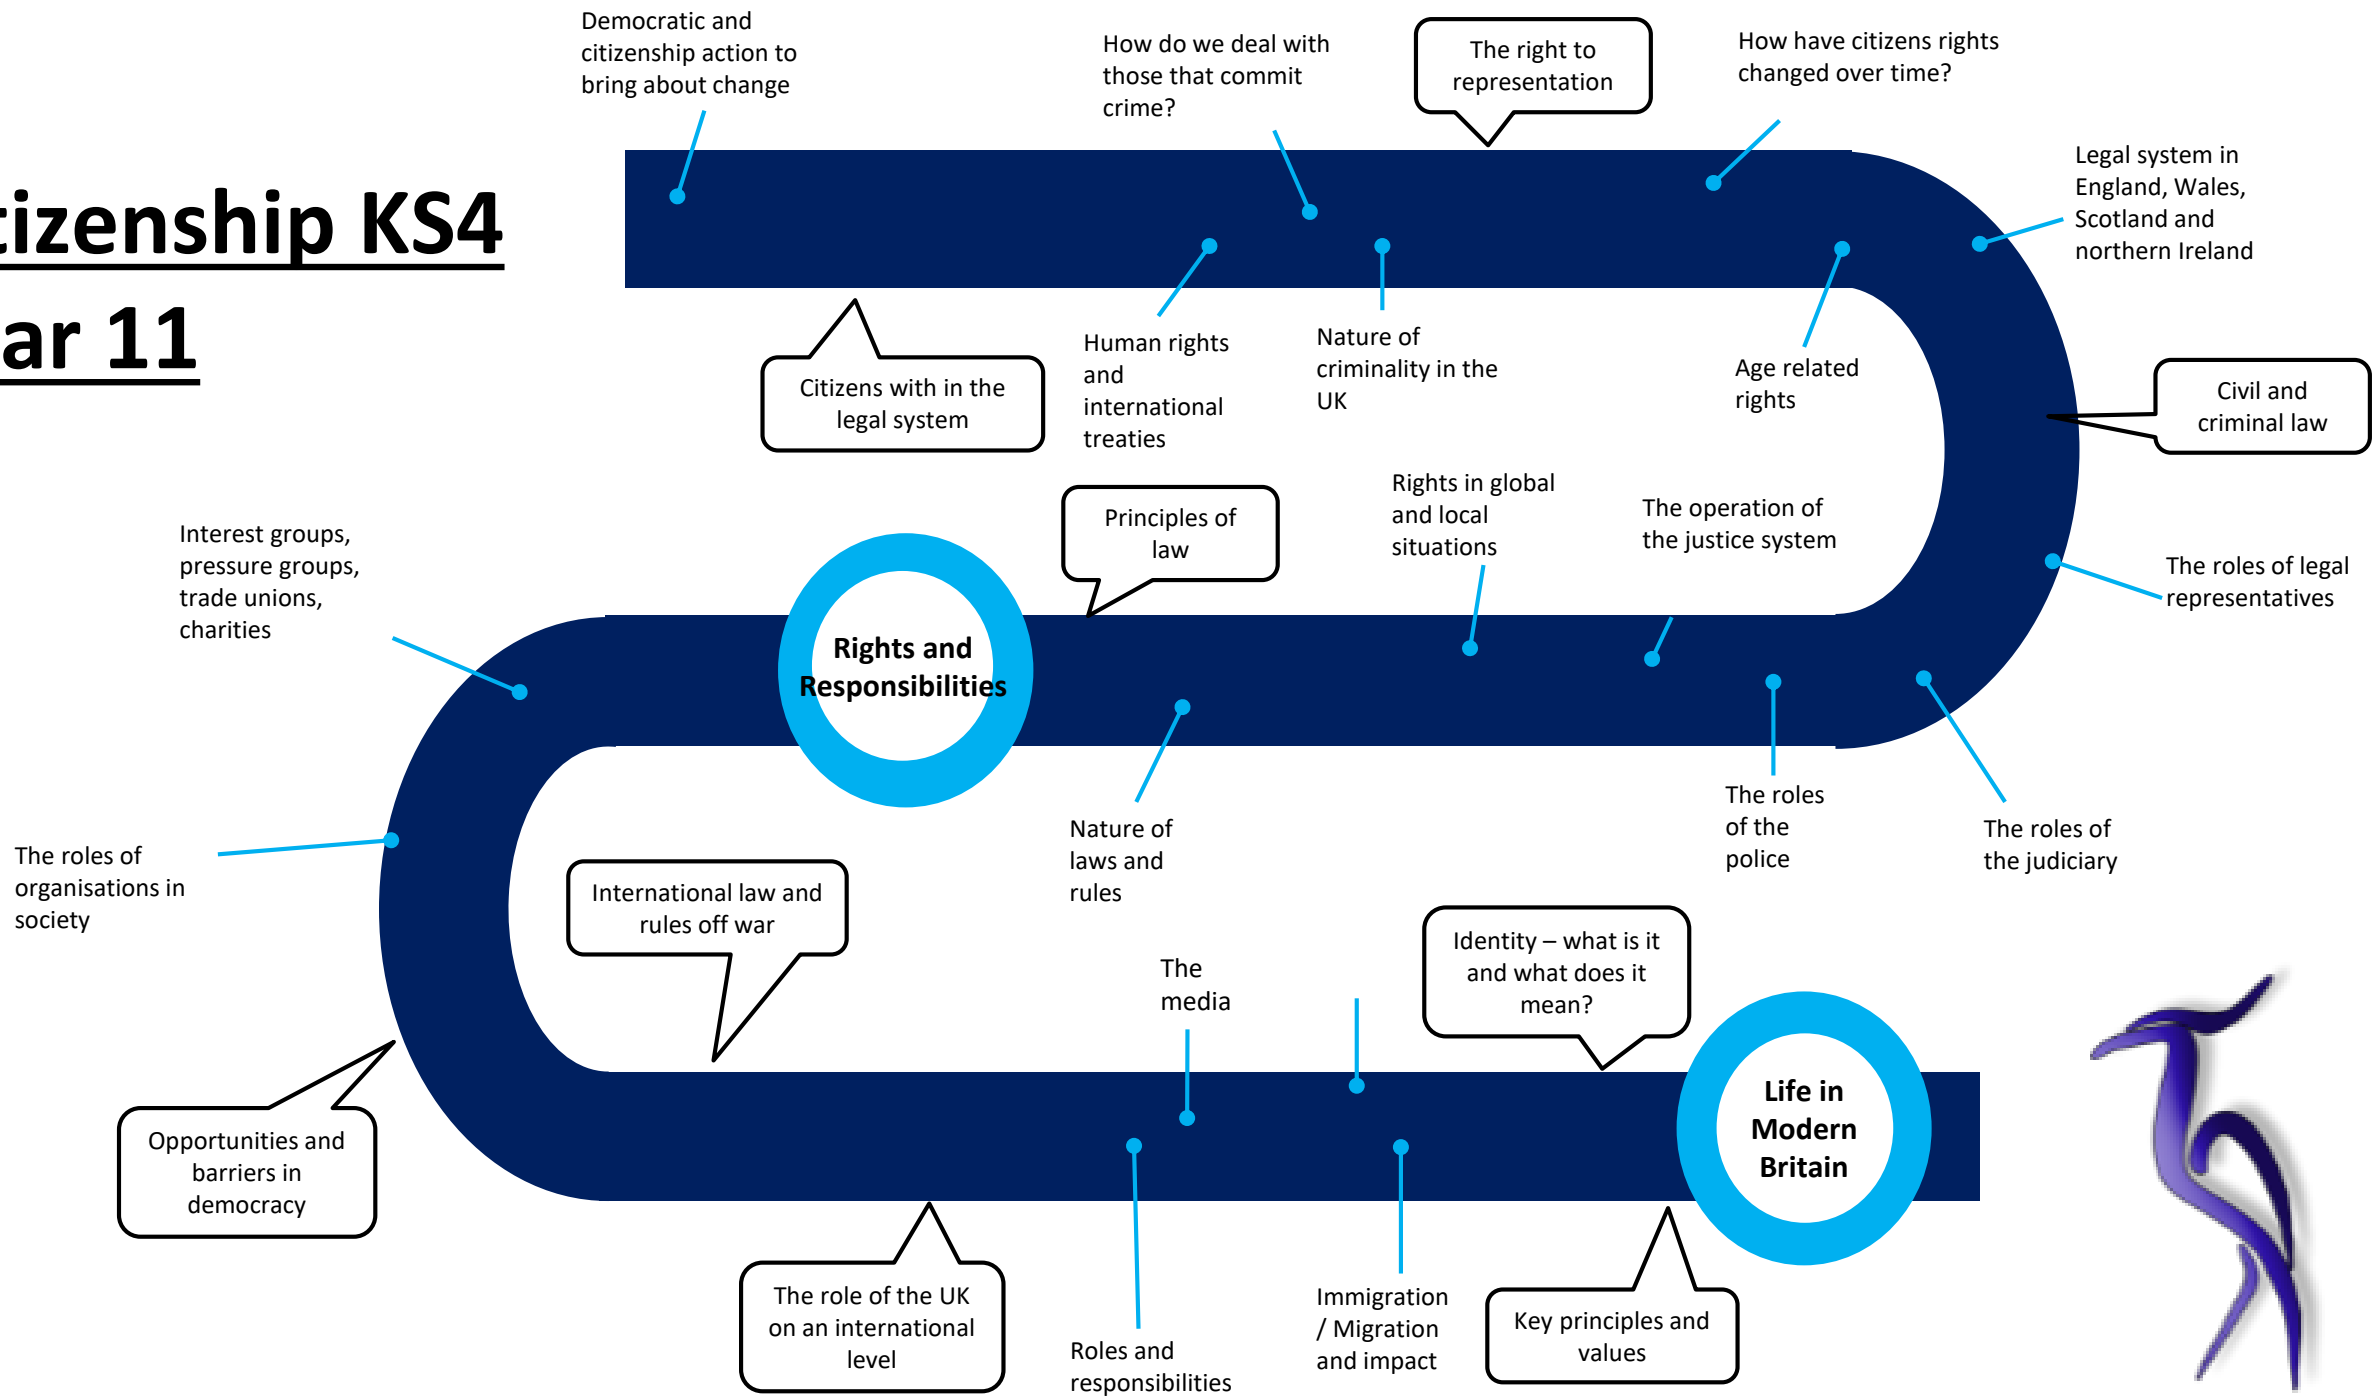 Democratic and
citizenship action to
bring about change
How do we deal with
those that commit
crime?
The right to
representation
How have citizens rights
changed over time?
Legal system in
England, Wales,
Scotland and
northern Ireland
tizenship KS4
ar 11
Citizens with in the
legal system
Human rights
and
international
treaties
Nature of
criminality in the
UK
Age related
rights
Civil and
criminal law
Interest groups,
pressure groups,
trade unions,
charities
Principles of
law
Rights in global
and local
situations
The operation of
the justice system
The roles of legal
representatives
Rights and
Responsibilities
The roles of
organisations in
society
International law and
rules off war
Nature of
laws and
rules
The roles
of the
police
The roles of
the judiciary
The
media
Identity – what is it
and what does it
mean?
Life in
Modern
Britain
Opportunities and
barriers in
democracy
The role of the UK
on an international
level
Roles and
responsibilities
Immigration
/ Migration
and impact
Key principles and
values